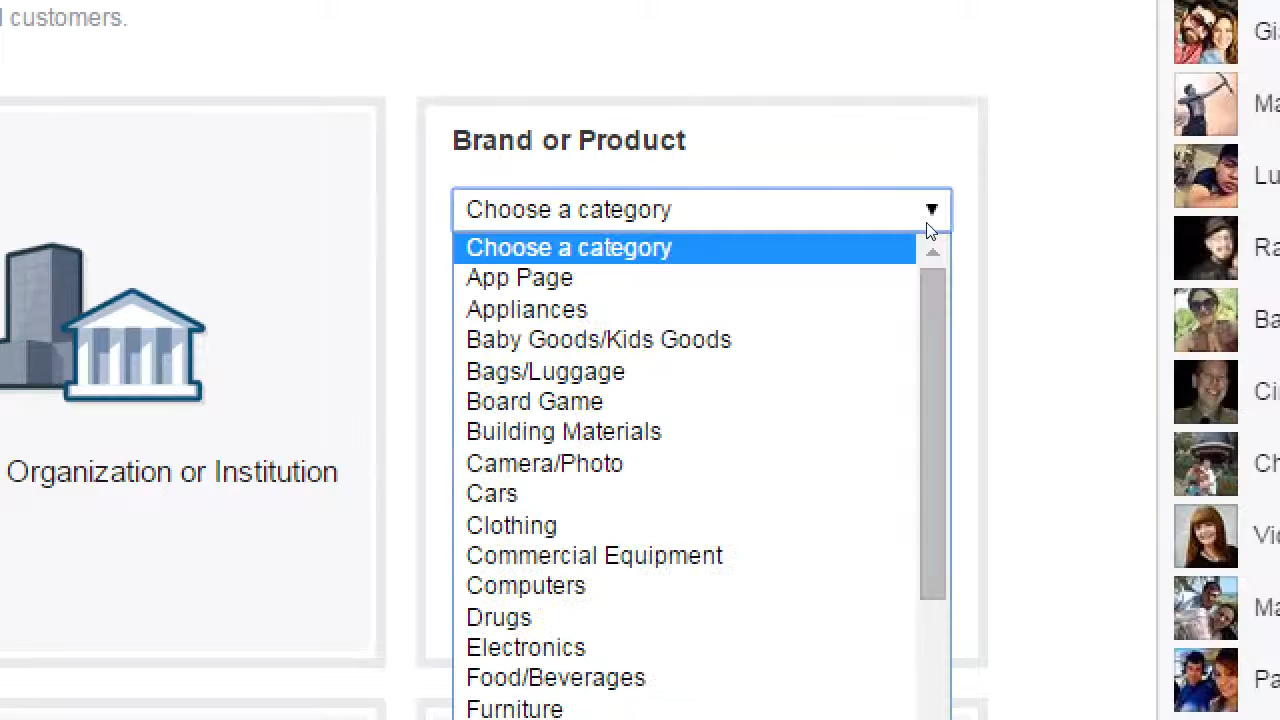 customers.
Brand or Product
Choose a category
Choose a category
App Page
Appliances
Baby Goods/Kids Goods
Bags/Luggage
Board Game
Building Materials
Camera/Photo
Cars
Clothing
Commercial Equipment
Computers
Drugs
Electronics
Food/Beverages
Furniture
Organization or Institution